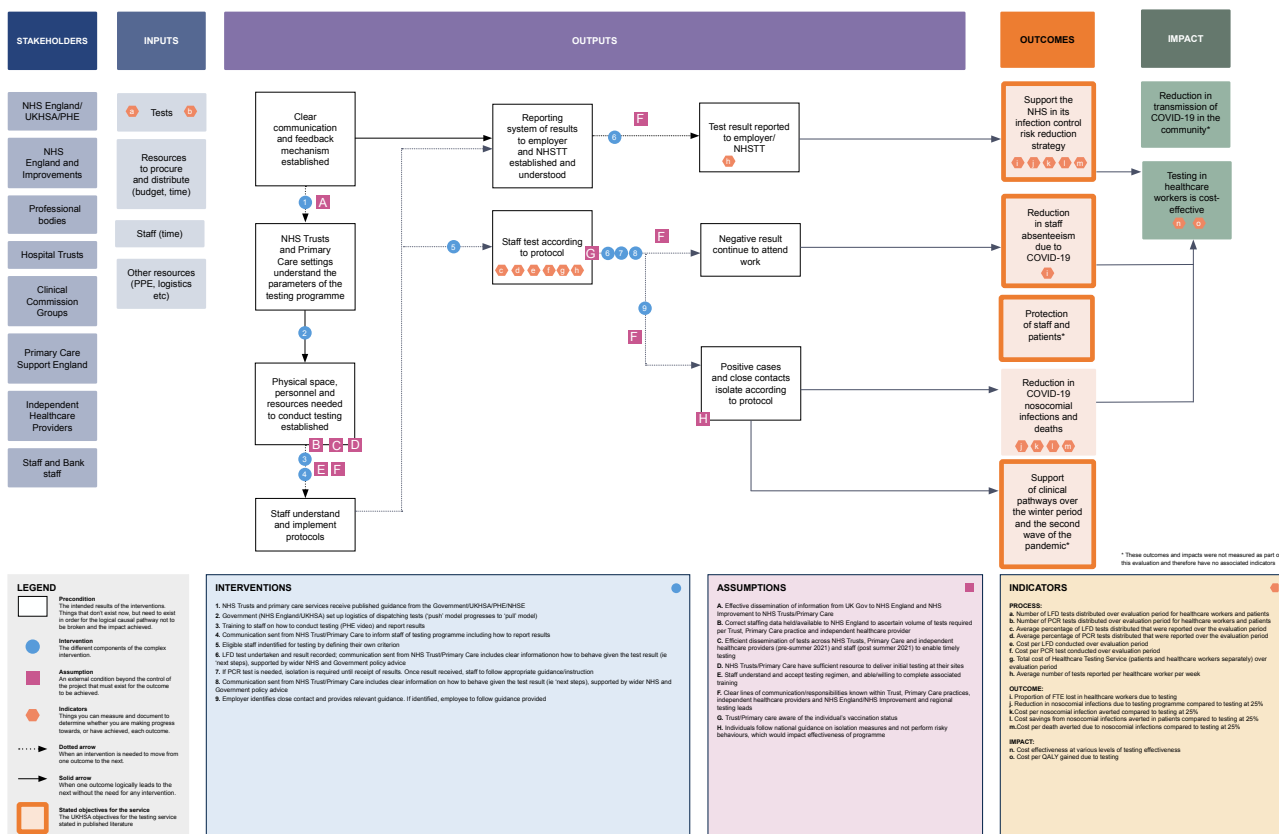 STAKEHOLDERS
INPUTS
OUTPUTS
OUTCOMES
IMPACT
NHS England/
UKHSA/PHE
NHS
England and
Improvements
Professional
bodies
Hospital Trusts
Clinical
Commission
Groups
Primary Care
Support England
Independent
Healthcare
Providers
Staff and Bank
staff
a Tests b
Resources
to procure
and distribute
(budget, time)
Staff (time)
Other resources
(PPE, logistics
etc)
Clear
communication
and feedback
mechanism
established
1 A
NHS Trusts
and Primary
Care settings
understand the
parameters of the
testing programme
2
Physical space,
personnel and
resources needed
to conduct testing
established
B C D
3
E F
4
Staff understand
and implement
protocols
Reporting
system of results
to employer
and NHSTT
established and
understood
F
6
Test result reported
to employer/
NHSTT
h
5
Staff test according
to protocol
c d e f g h
G 6 7 8
F
Negative result
continue to attend
work
9
F
Positive cases
and close contacts
isolate according
to protocol
H
Support the
NHS in its
infection control
risk reduction
strategy
i j k l m
Reduction
in staff
absenteeism
due to
COVID-19
i
Protection
of staff and
patients*
Reduction in
COVID-19
nosocomial
infections and
deaths
j k l m
Support
of clinical
pathways over
the winter period
and the second
wave of the
pandemic*
Reduction in
transmission of
COVID-19 in the
community*
Testing in
healthcare
workers is cost-
effective
n o
* These outcomes and impacts were not measured as part o
this evaluation and therefore have no associated indicators
LEGEND
Precondition
The intended results of the interventions.
Things that don't exist now, but need to exist
in order for the logical causal pathway not to
be broken and the impact achieved.
Intervention
The different components of the complex
intervention.
Assumption
An external condition beyond the control of
the project that must exist for the outcome
to be achieved.
Indicators
Things you can measure and document to
determine whether you are making progress
towards, or have achieved, each outcome.
Dotted arrow
When an intervention is needed to move from
one outcome to the next.
Solid arrow
When one outcome logically leads to the
next without the need for any intervention.
Stated objectives for the service
The UKHSA objectives for the testing service
stated in published literature
INTERVENTIONS
1. NHS Trusts and primary care services receive published guidance from the Government/UKHSA/PHE/NHSE
2. Government (NHS England/UKHSA) set up logistics of dispatching tests ('push' model progresses to 'pull' model)
3. Training to staff on how to conduct testing (PHE video) and report results
4. Communication sent from NHS Trust/Primary Care to inform staff of testing programme including how to report results
5. Eligible staff indentified for testing by defining their own criterion
6. LFD test undertaken and result recorded; communication sent from NHS Trust/Primary Care includes clear informationon how to behave given the test result (ie
'next steps), supported by wider NHS and Government policy advice
7. If PCR test is needed, isolation is required until receipt of results. Once result received, staff to follow appropriate guidance/instruction
8. Communication sent from NHS Trust/Primary Care includes clear information on how to behave given the test result (ie 'next steps), supported by wider NHS and
Government policy advice
9. Employer identifies close contact and provides relevant guidance. If identified, employee to follow guidance provided
ASSUMPTIONS
A. Effective dissemination of information from UK Gov to NHS England and NHS
Improvement to NHS Trusts/Primary Care
B. Correct staffing data held/available to NHS England to ascertain volume of tests required
per Trust, Primary Care practice and independent healthcare provider
C. Efficient dissemination of tests across NHS Trusts, Primary Care and independent
healthcare providers (pre-summer 2021) and staff (post summer 2021) to enable timely
testing
D. NHS Trusts/Primary Care have sufficient resource to deliver initial testing at their sites
E. Staff understand and accept testing regimen, and able/willing to complete associated
training
F. Clear lines of communication/responsibilities known within Trust, Primary Care practices,
independent healthcare providers and NHS England/NHS Improvement and regional
testing leads
G. Trust/Primary care aware of the individual's vaccination status
H. Individuals follow national guidance on isolation measures and not perform risky
behaviours, which would impact effectiveness of programme
INDICATORS
PROCESS:
a. Number of LFD tests distributed over evaluation period for healthcare workers and patients
b. Number of PCR tests distributed over evaluation period for healthcare workers and patients
c. Average percentage of LFD tests distributed that were reported over the evaluation period
d. Average percentage of PCR tests distributed that were reported over the evaluation period
e. Cost per LFD conducted over evaluation period
f. Cost per PCR test conducted over evaluation period
g. Total cost of Healthcare Testing Service (patients and healthcare workers separately) over
evaluation period
h. Average number of tests reported per healthcare worker per week
OUTCOME:
i. Proportion of FTE lost in healthcare workers due to testing
j. Reduction in nosocomial infections due to testing programme compared to testing at 25%
k. Cost per nosocomial infection averted compared to testing at 25%
l. Cost savings from nosocomial infections averted in patients compared to testing at 25%
m. Cost per death averted due to nosocomial infections compared to testing at 25%
IMPACT:
n. Cost effectiveness at various levels of testing effectiveness
o. Cost per QALY gained due to testing